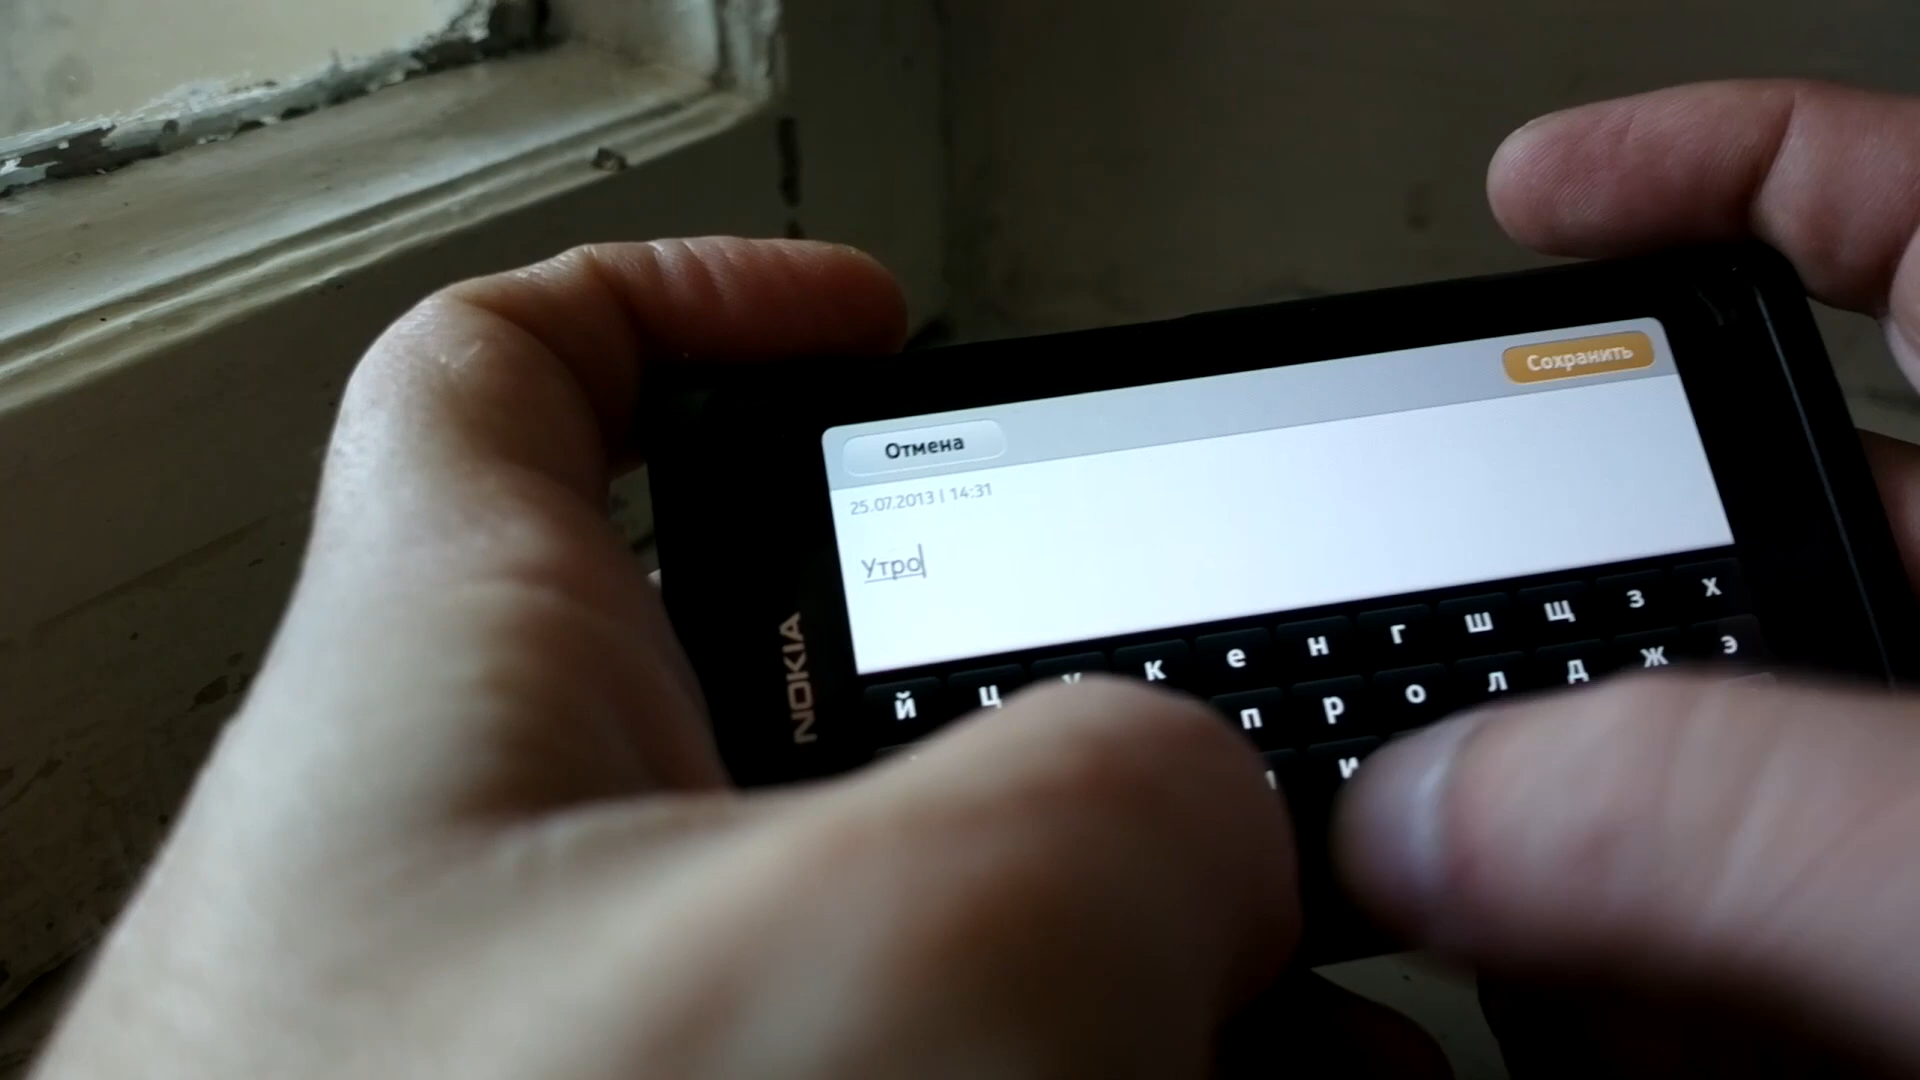 Сохранить
Отмена
25.07.2013 | 14:31
Утро
NOKIA
й ц у к е н г ш щ з х
п р о л д ж э
и